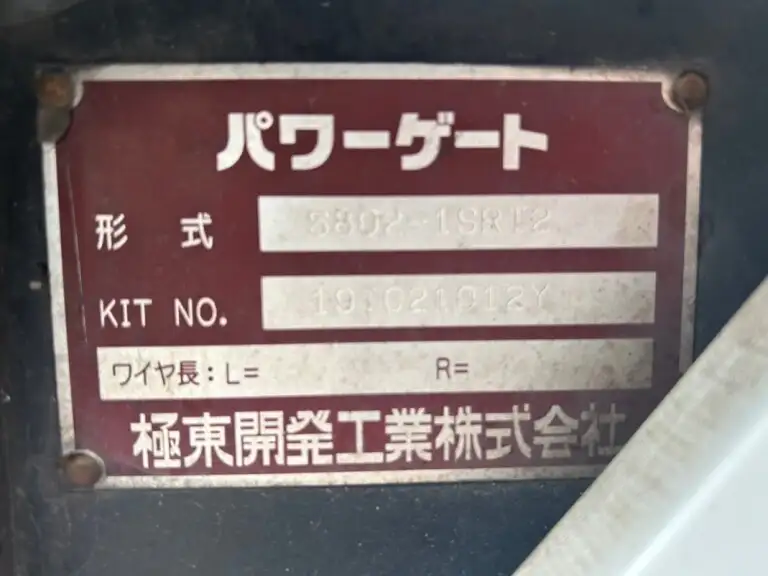 パワーゲート
形式
KIT NO.
ワイヤ長:L= R=
極東開発工業株式会社